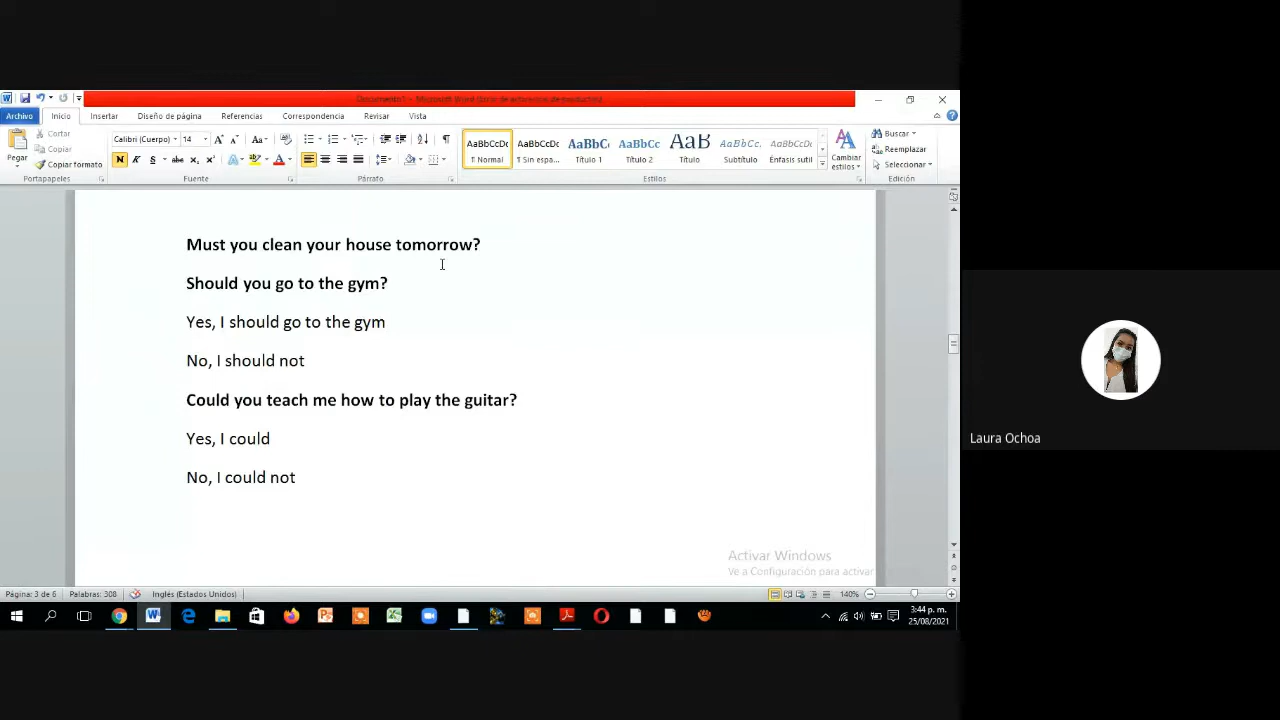 Archivo Inicio Insertar Diseño de página Referencias Correspondencia Revisar Vista
Pegar
Cortar
Copiar
Copiar formato
Portapapeles
Calibri (Cuerpo) 14
Fuente
Párrafo
AaBbCcDc AaBbCcDc AaBbC AaBbCc AaB AaBbCc. AaBbCcDc
¶ Normal ¶ Sin espa... Título 1 Título 2 Título Subtítulo Énfasis sutil
Estilos
Cambiar estilos
Buscar
Reemplazar
Seleccionar
Edición
Must you clean your house tomorrow?
Should you go to the gym?
Yes, I should go to the gym
No, I should not
Could you teach me how to play the guitar?
Yes, I could
No, I could not
Activar Windows
Ve a Configuración para activar
Página: 3 de 6 Palabras: 308 Inglés (Estados Unidos) 140%
3:44 p. m.
25/08/2021
Laura Ochoa